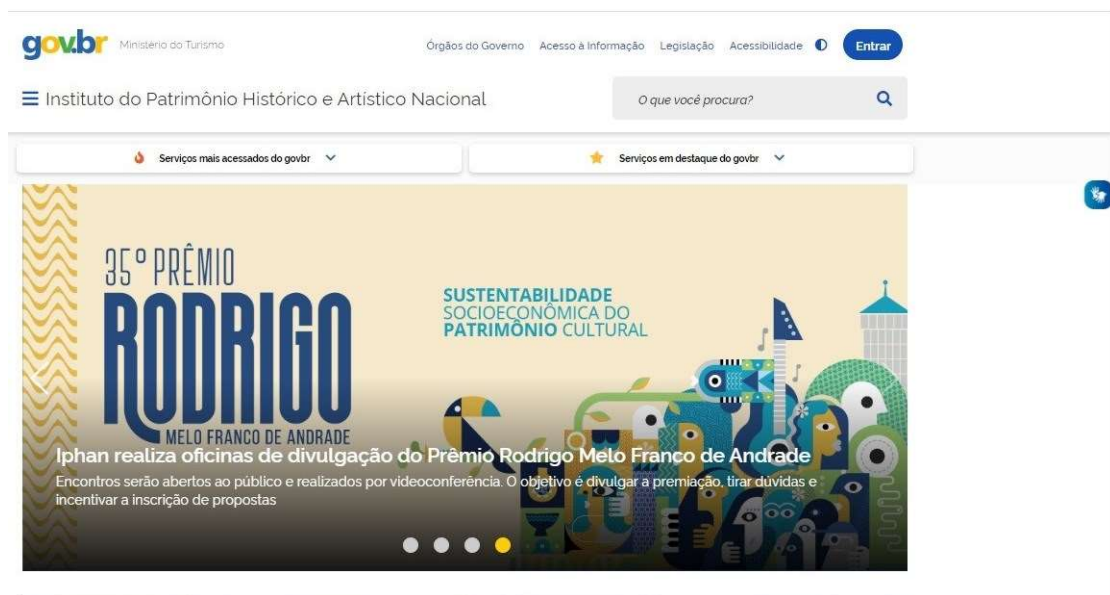 gov.br Ministério do Turismo Órgãos do Governo Acesso à Informação Legislação Acessibilidade Entrar
Instituto do Patrimônio Histórico e Artístico Nacional O que você procura?
Serviços mais acessados do govbr Serviços em destaque do govbr
35º PRÊMIO
RODRIGO
MELO FRANCO DE ANDRADE
SUSTENTABILIDADE
SOCIOECONÔMICA DO
PATRIMÔNIO CULTURAL
Iphan realiza oficinas de divulgação do Prêmio Rodrigo Melo Franco de Andrade
Encontros serão abertos ao público e realizados por videoconferência. O objetivo é divulgar a premiação, tirar dúvidas e
incentivar a inscrição de propostas